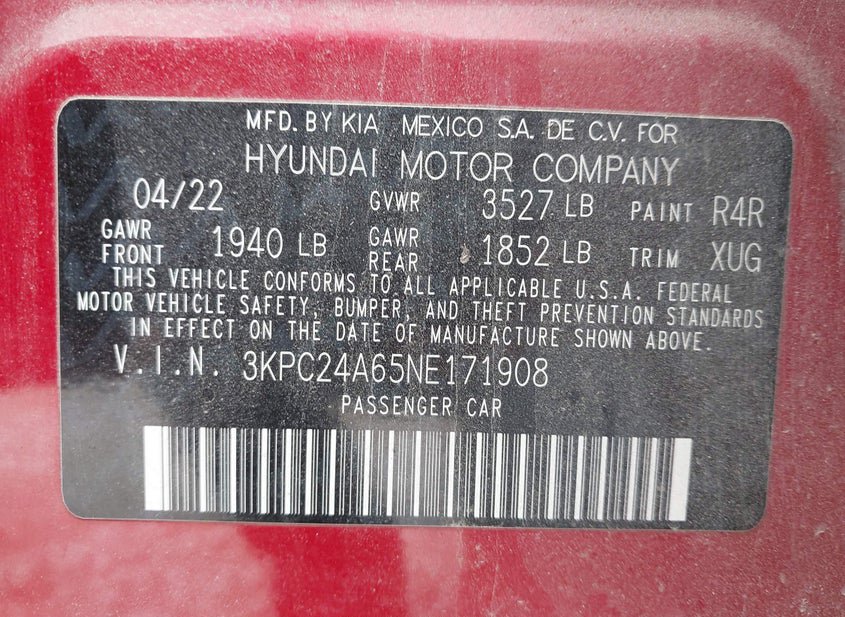 MFD. BY KIA MEXICO S.A. DE C.V. FOR
HYUNDAI MOTOR COMPANY
04/22 GVWR 3527 LB PAINT R4R
GAWR FRONT 1940 LB GAWR REAR 1852 LB TRIM XUG
THIS VEHICLE CONFORMS TO ALL APPLICABLE U.S.A. FEDERAL
MOTOR VEHICLE SAFETY, BUMPER, AND THEFT PREVENTION STANDARDS
IN EFFECT ON THE DATE OF MANUFACTURE SHOWN ABOVE.
V.I.N. 3KPC24A65NE171908
PASSENGER CAR